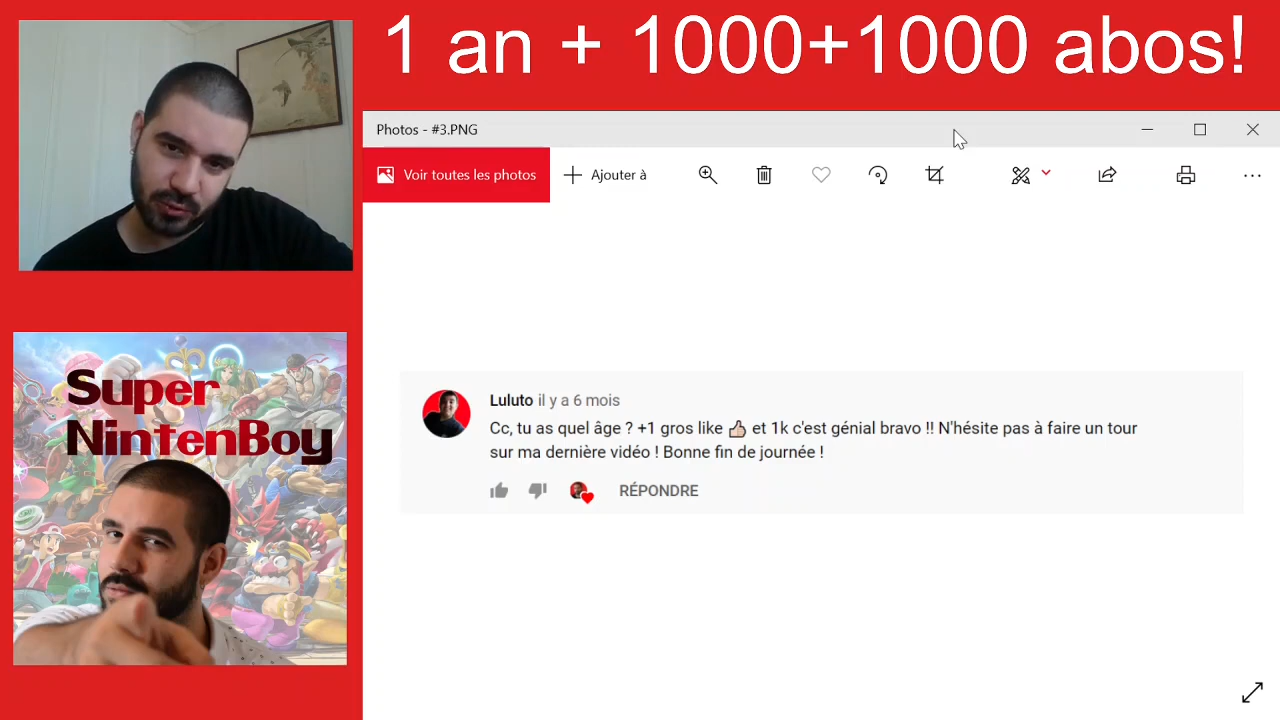 1 an + 1000+1000 abos!
Photos - #3.PNG
Voir toutes les photos
Ajouter à
Luluto il y a 6 mois
Cc, tu as quel âge ? +1 gros like 👍 et 1k c'est génial bravo !! N'hésite pas à faire un tour
sur ma dernière vidéo ! Bonne fin de journée !
RÉPONDRE
Super
NintenBoy